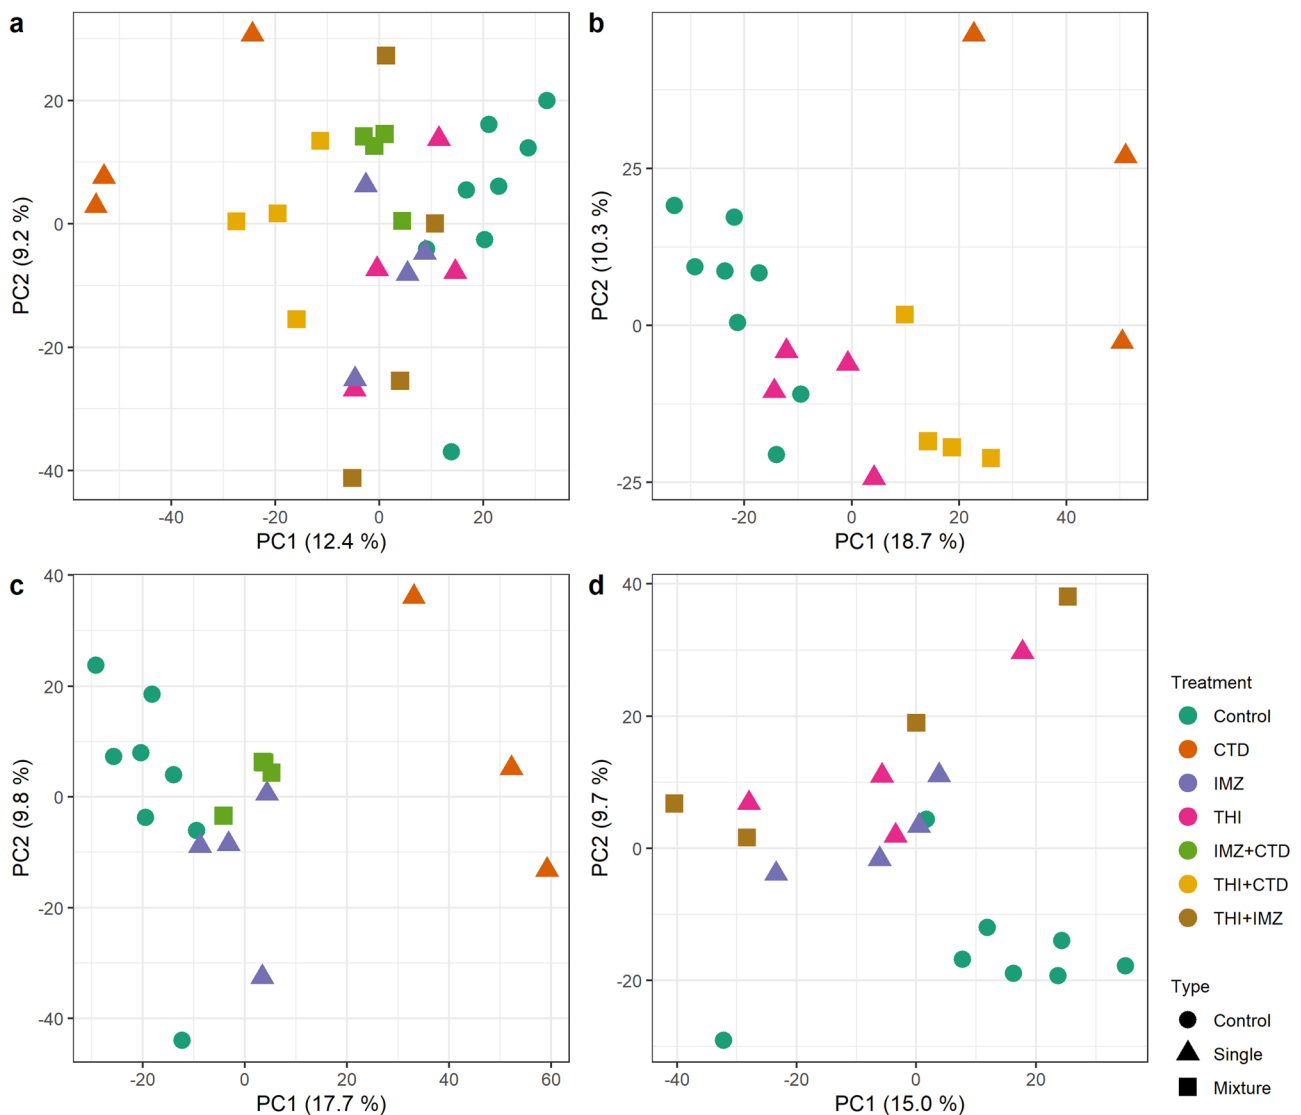 a
20
0
-20
-40
PC2 (9.2 %)
-40
-20
0
20
PC1 (12.4 %)
b
25
0
-25
PC2 (10.3 %)
-20
0
20
40
PC1 (18.7 %)
c
40
20
0
-20
-40
PC2 (9.8 %)
-20
0
20
40
60
PC1 (17.7 %)
d
40
20
0
-20
PC2 (9.7 %)
-40
-20
0
20
PC1 (15.0 %)
Treatment
Control
CTD
IMZ
THI
IMZ+CTD
THI+CTD
THI+IMZ
Type
Control
Single
Mixture